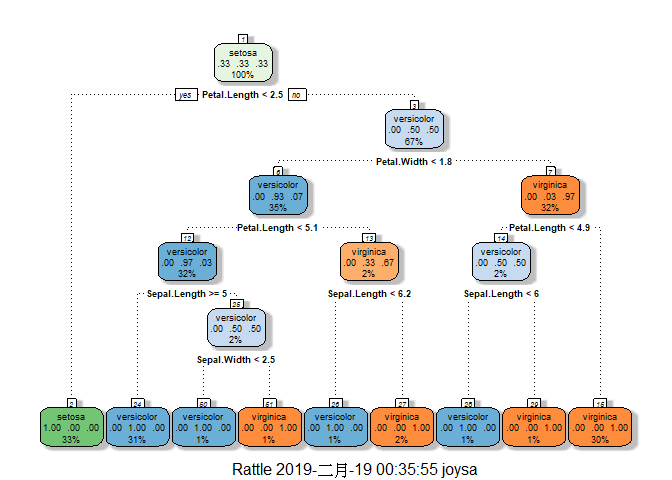 1
setosa
.33 .33 .33
100%
yes Petal.Length < 2.5 no
3
versicolor
.00 .50 .50
67%
Petal.Width < 1.8
6
versicolor
.00 .93 .07
35%
7
virginica
.00 .03 .97
32%
Petal.Length < 5.1
Petal.Length < 4.9
12
versicolor
.00 .97 .03
32%
13
virginica
.00 .33 .67
2%
14
versicolor
.00 .50 .50
2%
Sepal.Length >= 5
Sepal.Length < 6.2
Sepal.Length < 6
25
versicolor
.00 .50 .50
2%
Sepal.Width < 2.5
2
setosa
1.00 .00 .00
33%
24
versicolor
.00 1.00 .00
31%
50
versicolor
.00 1.00 .00
1%
51
virginica
.00 .00 1.00
1%
26
versicolor
.00 1.00 .00
1%
27
virginica
.00 .00 1.00
2%
28
versicolor
.00 1.00 .00
1%
29
virginica
.00 .00 1.00
1%
15
virginica
.00 .00 1.00
30%
Rattle 2019-二月-19 00:35:55 joysa